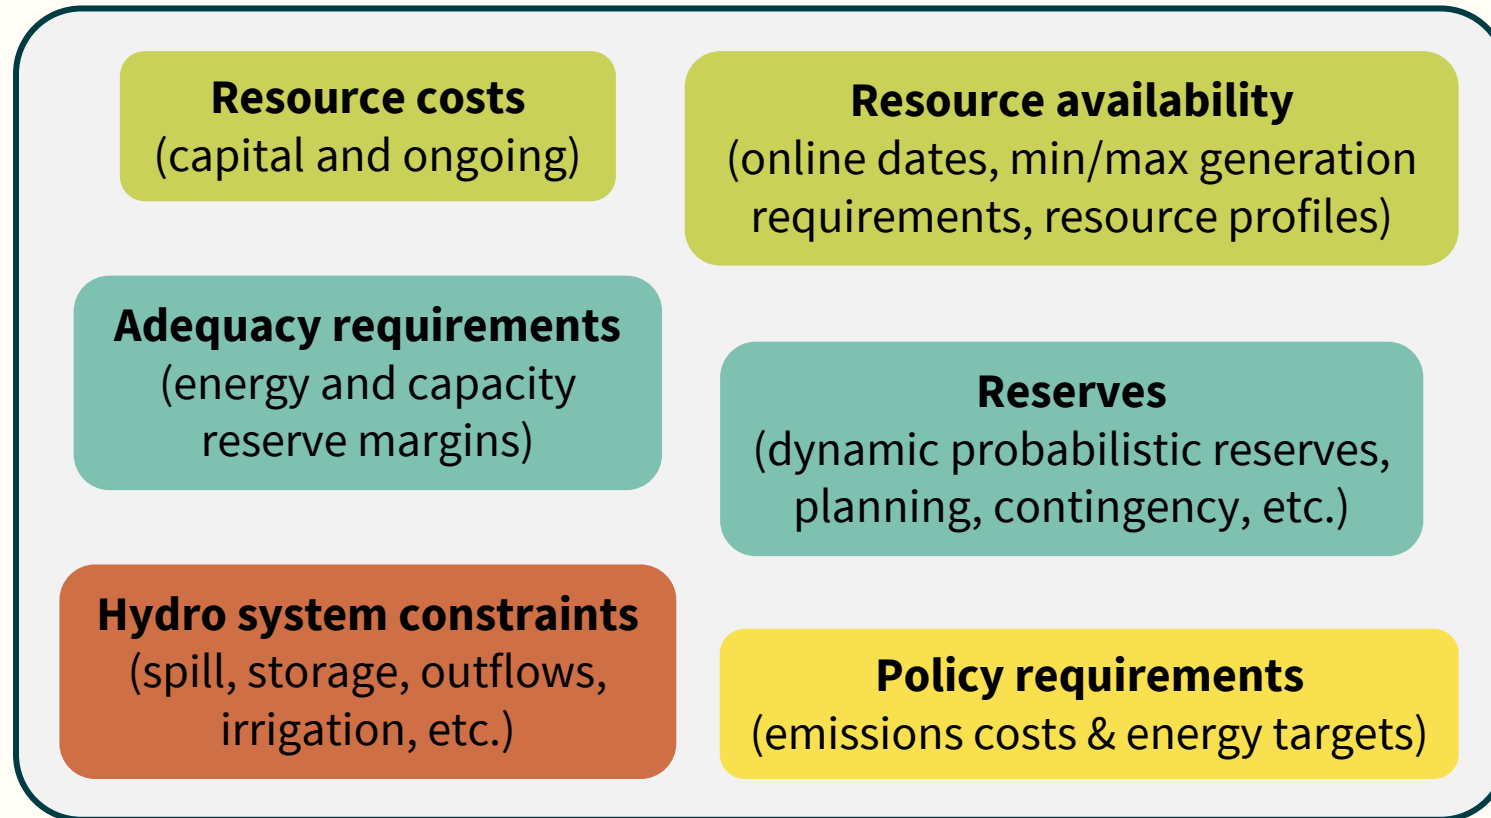 Resource costs
(capital and ongoing)
Resource availability
(online dates, min/max generation
requirements, resource profiles)
Adequacy requirements
(energy and capacity
reserve margins)
Reserves
(dynamic probabilistic reserves,
planning, contingency, etc.)
Hydro system constraints
(spill, storage, outflows,
irrigation, etc.)
Policy requirements
(emissions costs & energy targets)